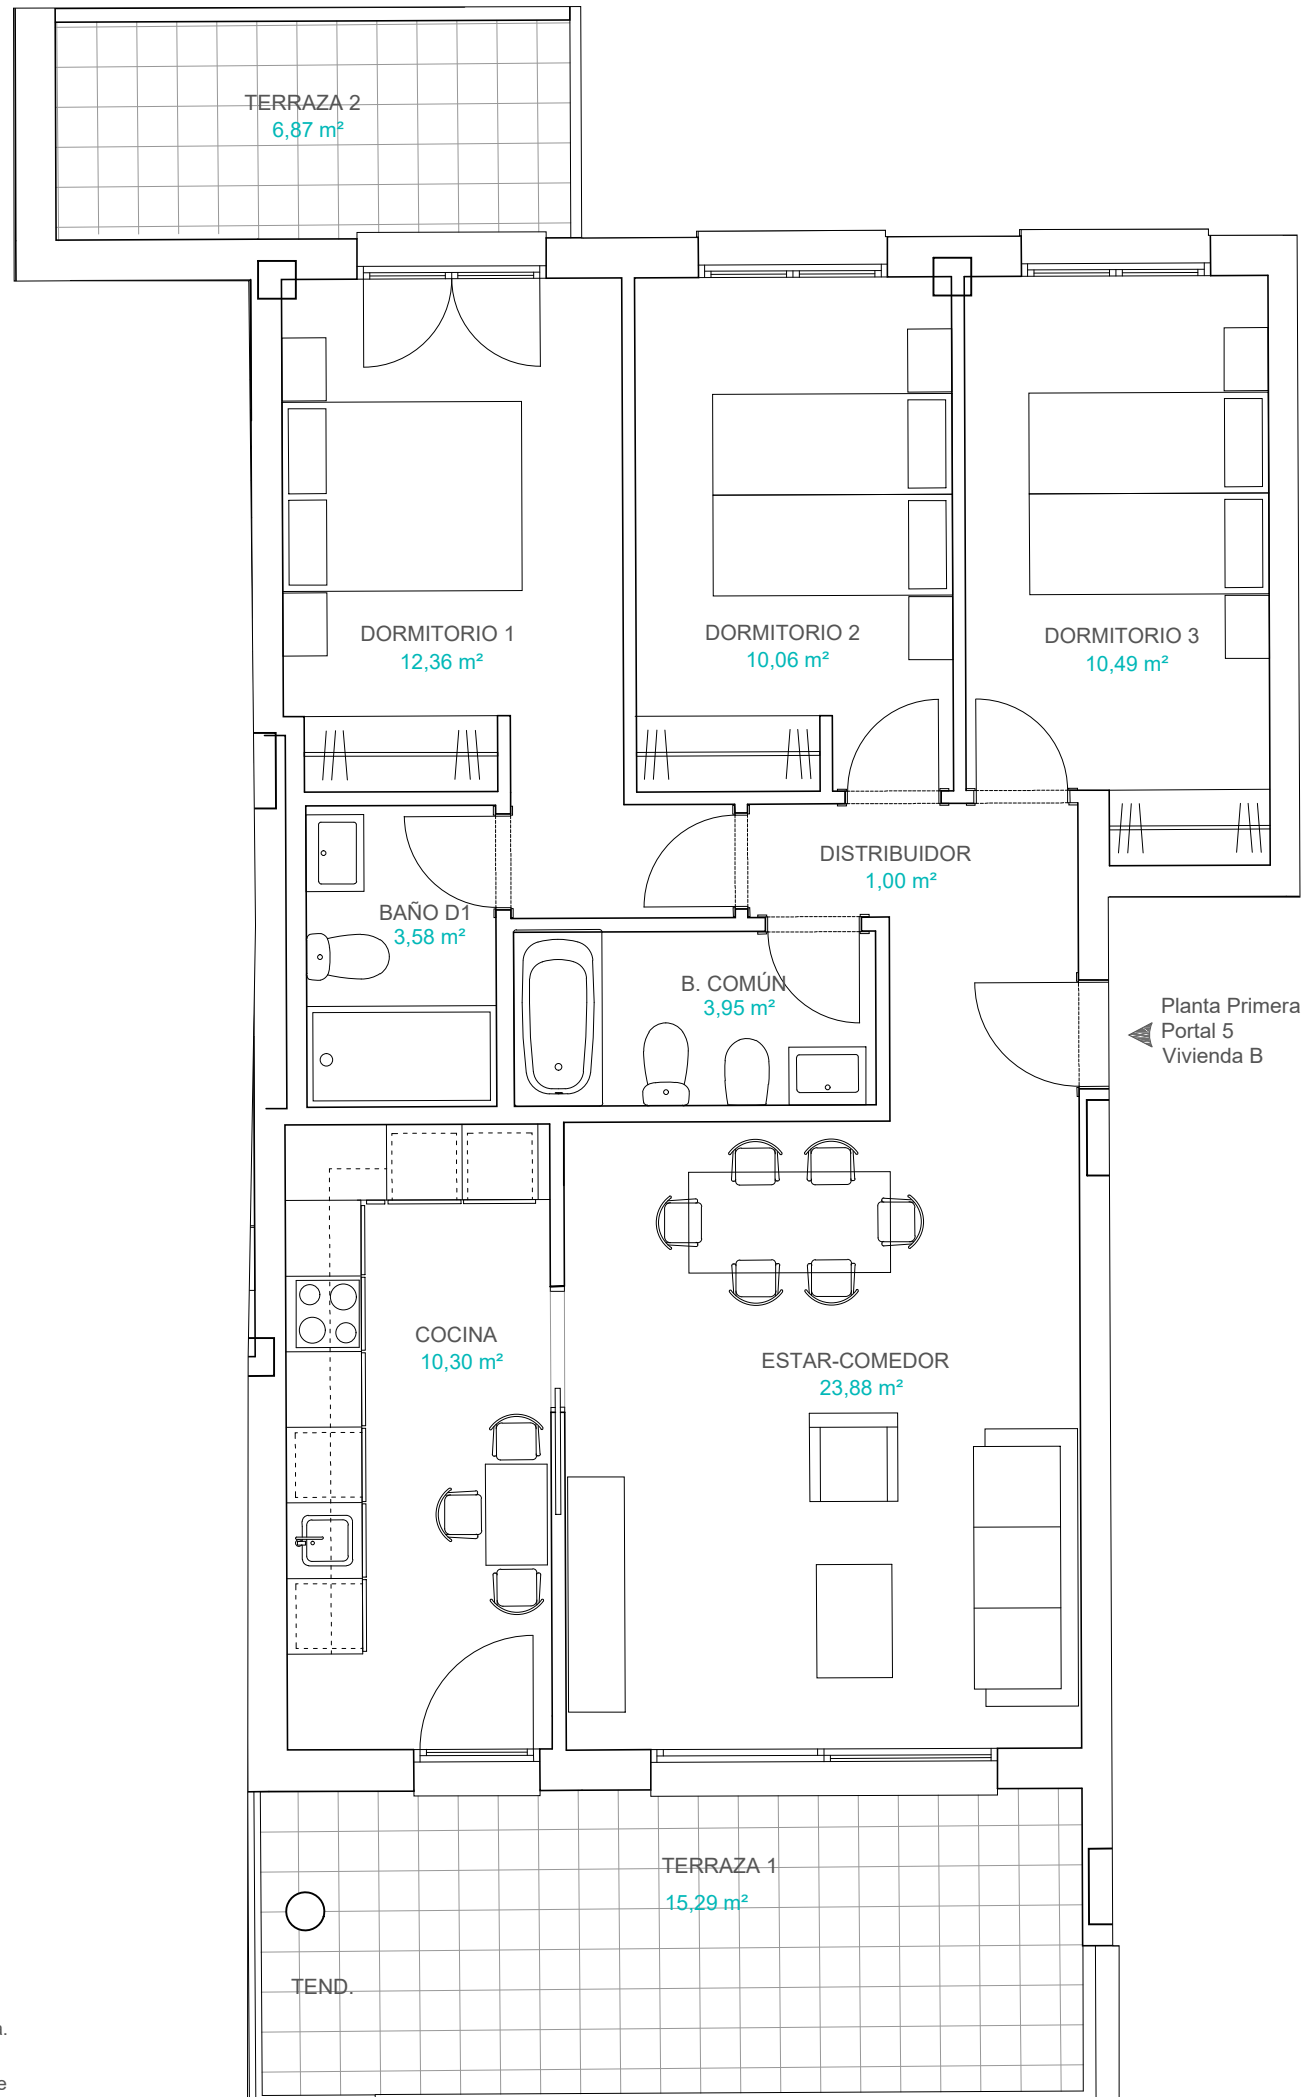 TERRAZA 2
6,87 m²
DORMITORIO 1
12,36 m²
DORMITORIO 2
10,06 m²
DORMITORIO 3
10,49 m²
DISTRIBUIDOR
1,00 m²
BAÑO D1
3,58 m²
B. COMÚN
3,95 m²
Planta Primera
Portal 5
Vivienda B
COCINA
10,30 m²
ESTAR-COMEDOR
23,88 m²
TERRAZA 1
15,29 m²
TEND.